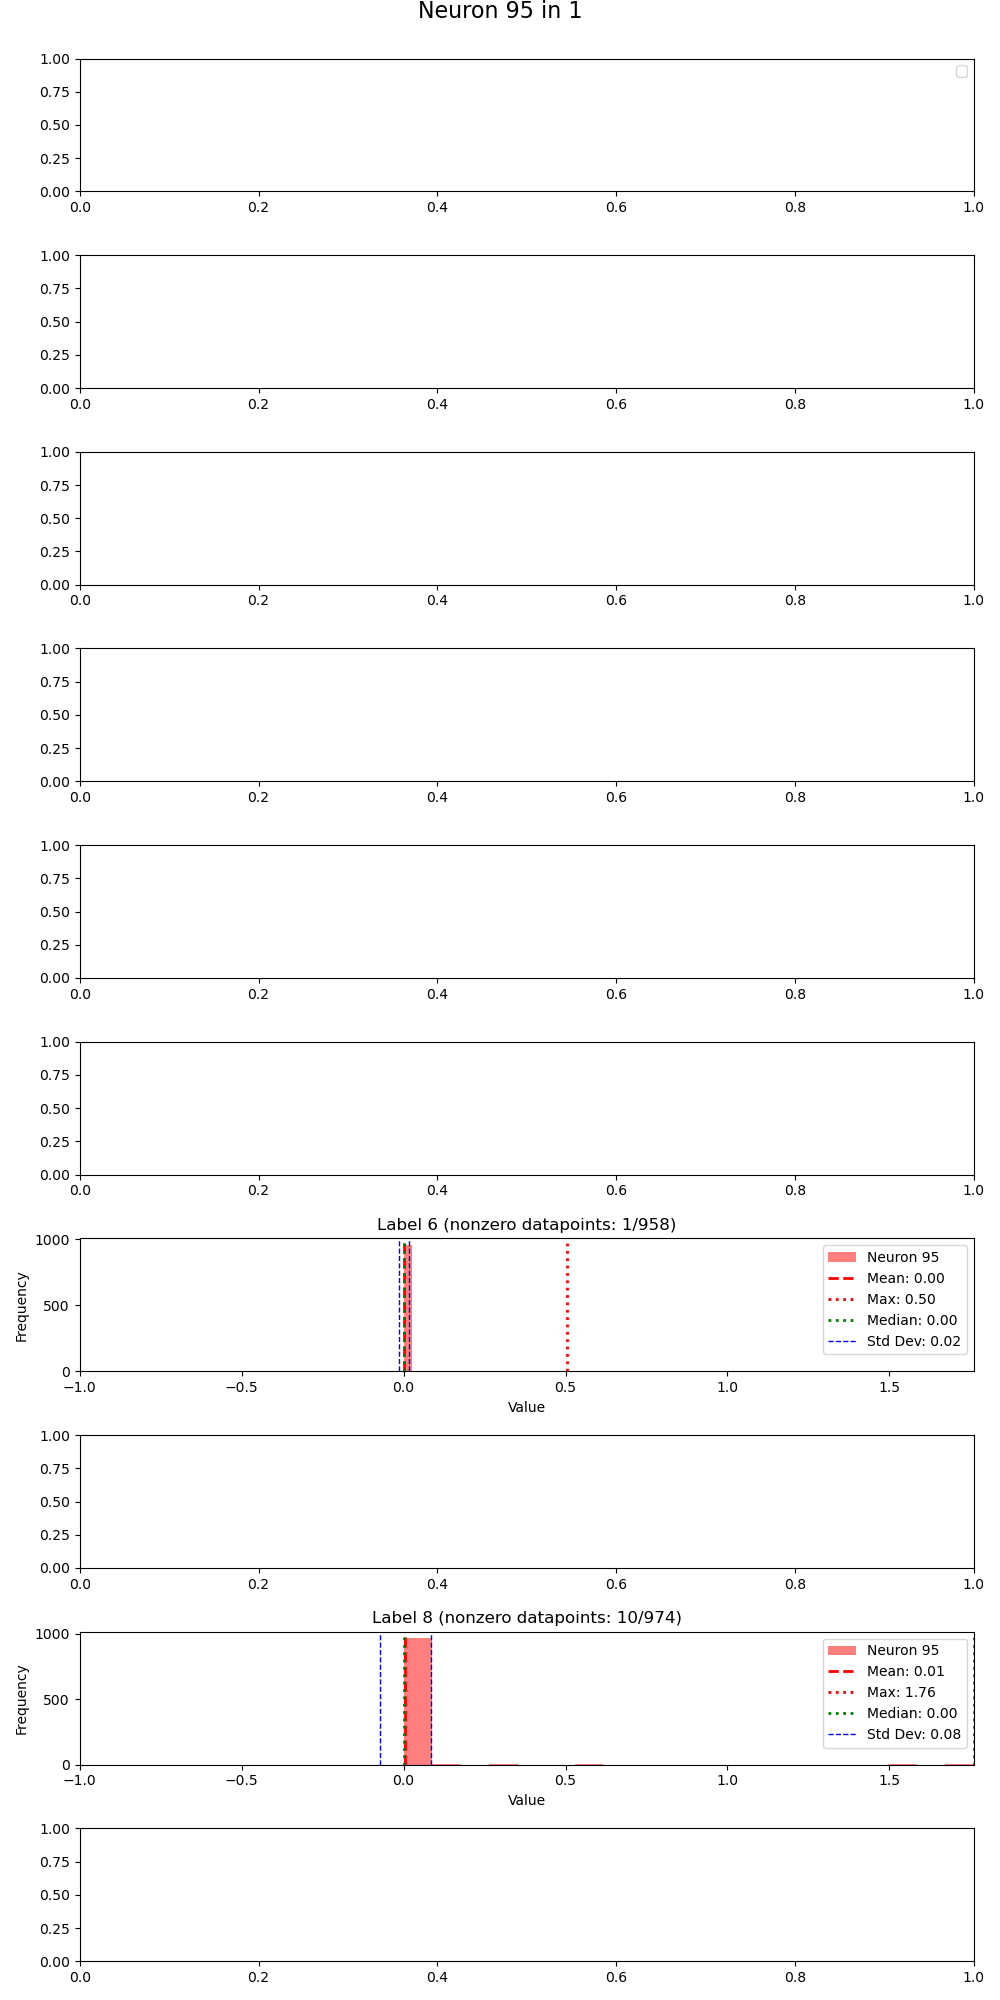 Neuron 95 in 1
1.00
0.75
0.50
0.25
0.00
0.0 0.2 0.4 0.6 0.8 1.0
1.00
0.75
0.50
0.25
0.00
0.0 0.2 0.4 0.6 0.8 1.0
1.00
0.75
0.50
0.25
0.00
0.0 0.2 0.4 0.6 0.8 1.0
1.00
0.75
0.50
0.25
0.00
0.0 0.2 0.4 0.6 0.8 1.0
1.00
0.75
0.50
0.25
0.00
0.0 0.2 0.4 0.6 0.8 1.0
1.00
0.75
0.50
0.25
0.00
0.0 0.2 0.4 0.6 0.8 1.0
Label 6 (nonzero datapoints: 1/958)
Frequency
1000
500
0
Neuron 95
Mean: 0.00
Max: 0.50
Median: 0.00
Std Dev: 0.02
−1.0 −0.5 0.0 0.5 1.0 1.5
Value
1.00
0.75
0.50
0.25
0.00
0.0 0.2 0.4 0.6 0.8 1.0
Label 8 (nonzero datapoints: 10/974)
Frequency
1000
500
0
Neuron 95
Mean: 0.01
Max: 1.76
Median: 0.00
Std Dev: 0.08
−1.0 −0.5 0.0 0.5 1.0 1.5
Value
1.00
0.75
0.50
0.25
0.00
0.0 0.2 0.4 0.6 0.8 1.0